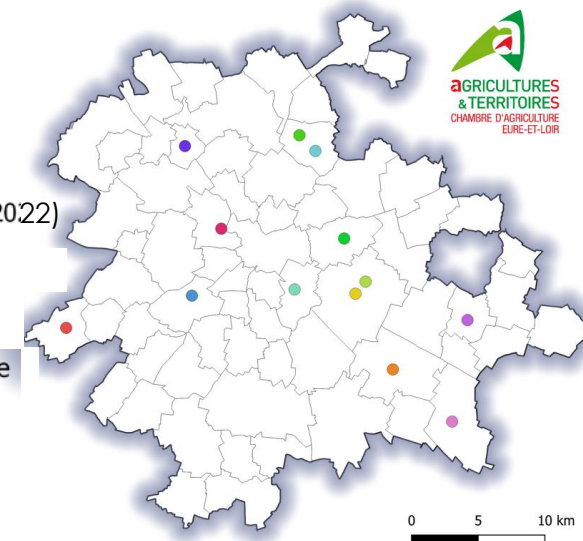 aGRICULTURES
& TERRITOIRES
CHAMBRE D'AGRICULTURE
EURE-ET-LOIR
2022)
e
0 5 10 km